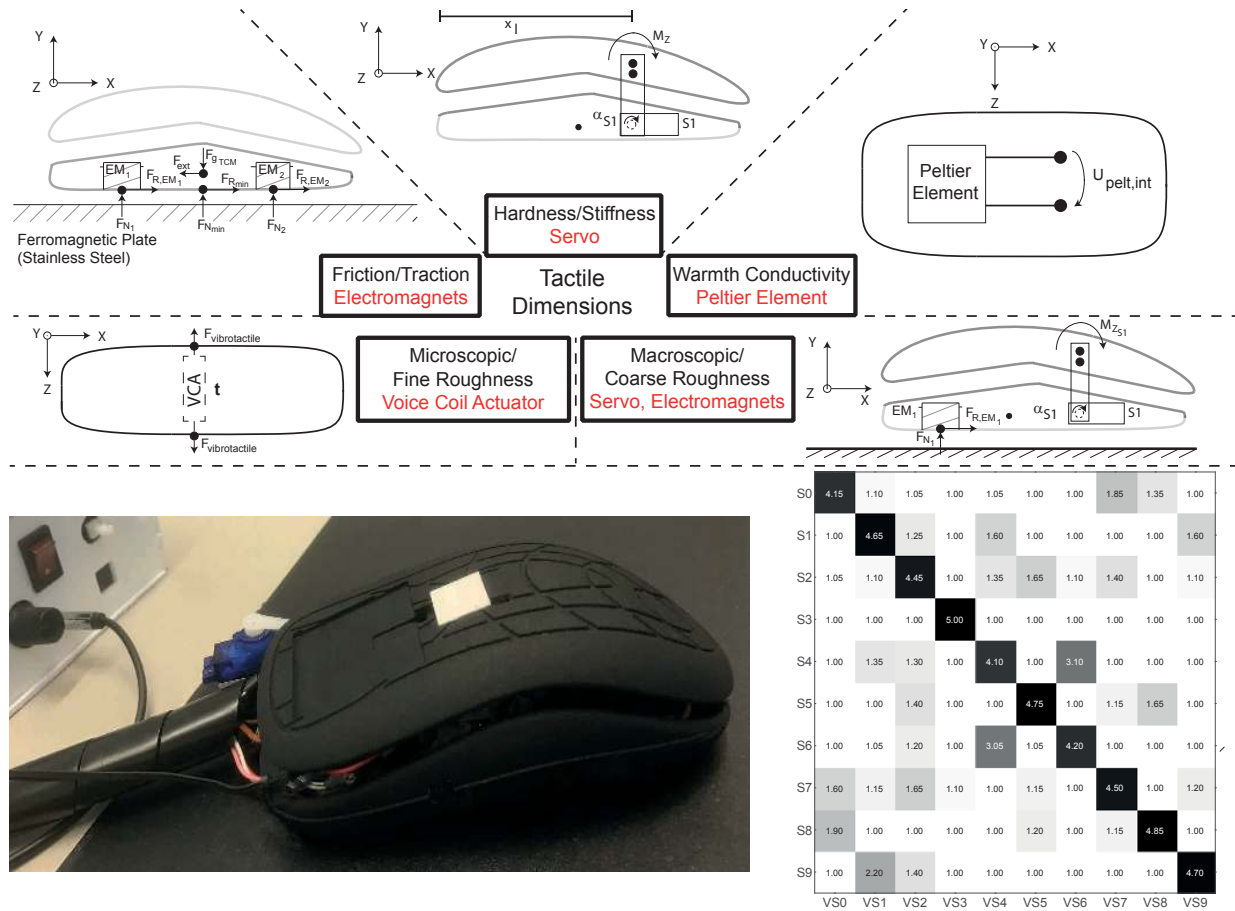 Y
X
Z
EM1
Fext
FgTCM
EM2
FR,EM1
FRmin
FR,EM2
FN1
FNmin
FN2
Ferromagnetic Plate
(Stainless Steel)
xl
MZ
Y
Z
X
αS1
S1
Y
X
Z
Peltier
Element
Upelt,int
Hardness/Stiffness
Servo
Friction/Traction
Electromagnets
Tactile
Dimensions
Warmth Conductivity
Peltier Element
Y
X
Z
Fvibrotactile
VCA
t
Fvibrotactile
Microscopic/
Fine Roughness
Voice Coil Actuator
Macroscopic/
Coarse Roughness
Servo, Electromagnets
Y
Z
X
MZS1
EM1
FR,EM1
αS1
S1
FN1
S0 4.15 1.10 1.05 1.00 1.05 1.00 1.00 1.85 1.35 1.00
S1 1.00 4.65 1.25 1.00 1.60 1.00 1.00 1.00 1.00 1.60
S2 1.05 1.10 4.45 1.00 1.35 1.65 1.10 1.40 1.00 1.10
S3 1.00 1.00 1.00 5.00 1.00 1.00 1.00 1.00 1.00 1.00
S4 1.00 1.35 1.30 1.00 4.10 1.00 3.10 1.00 1.00 1.00
S5 1.00 1.00 1.40 1.00 1.00 4.75 1.00 1.15 1.65 1.00
S6 1.00 1.05 1.20 1.00 3.05 1.05 4.20 1.00 1.00 1.00
S7 1.60 1.15 1.65 1.10 1.00 1.15 1.00 4.50 1.00 1.20
S8 1.90 1.00 1.00 1.00 1.00 1.20 1.00 1.15 4.85 1.00
S9 1.00 2.20 1.40 1.00 1.00 1.00 1.00 1.00 1.00 4.70
VS0 VS1 VS2 VS3 VS4 VS5 VS6 VS7 VS8 VS9